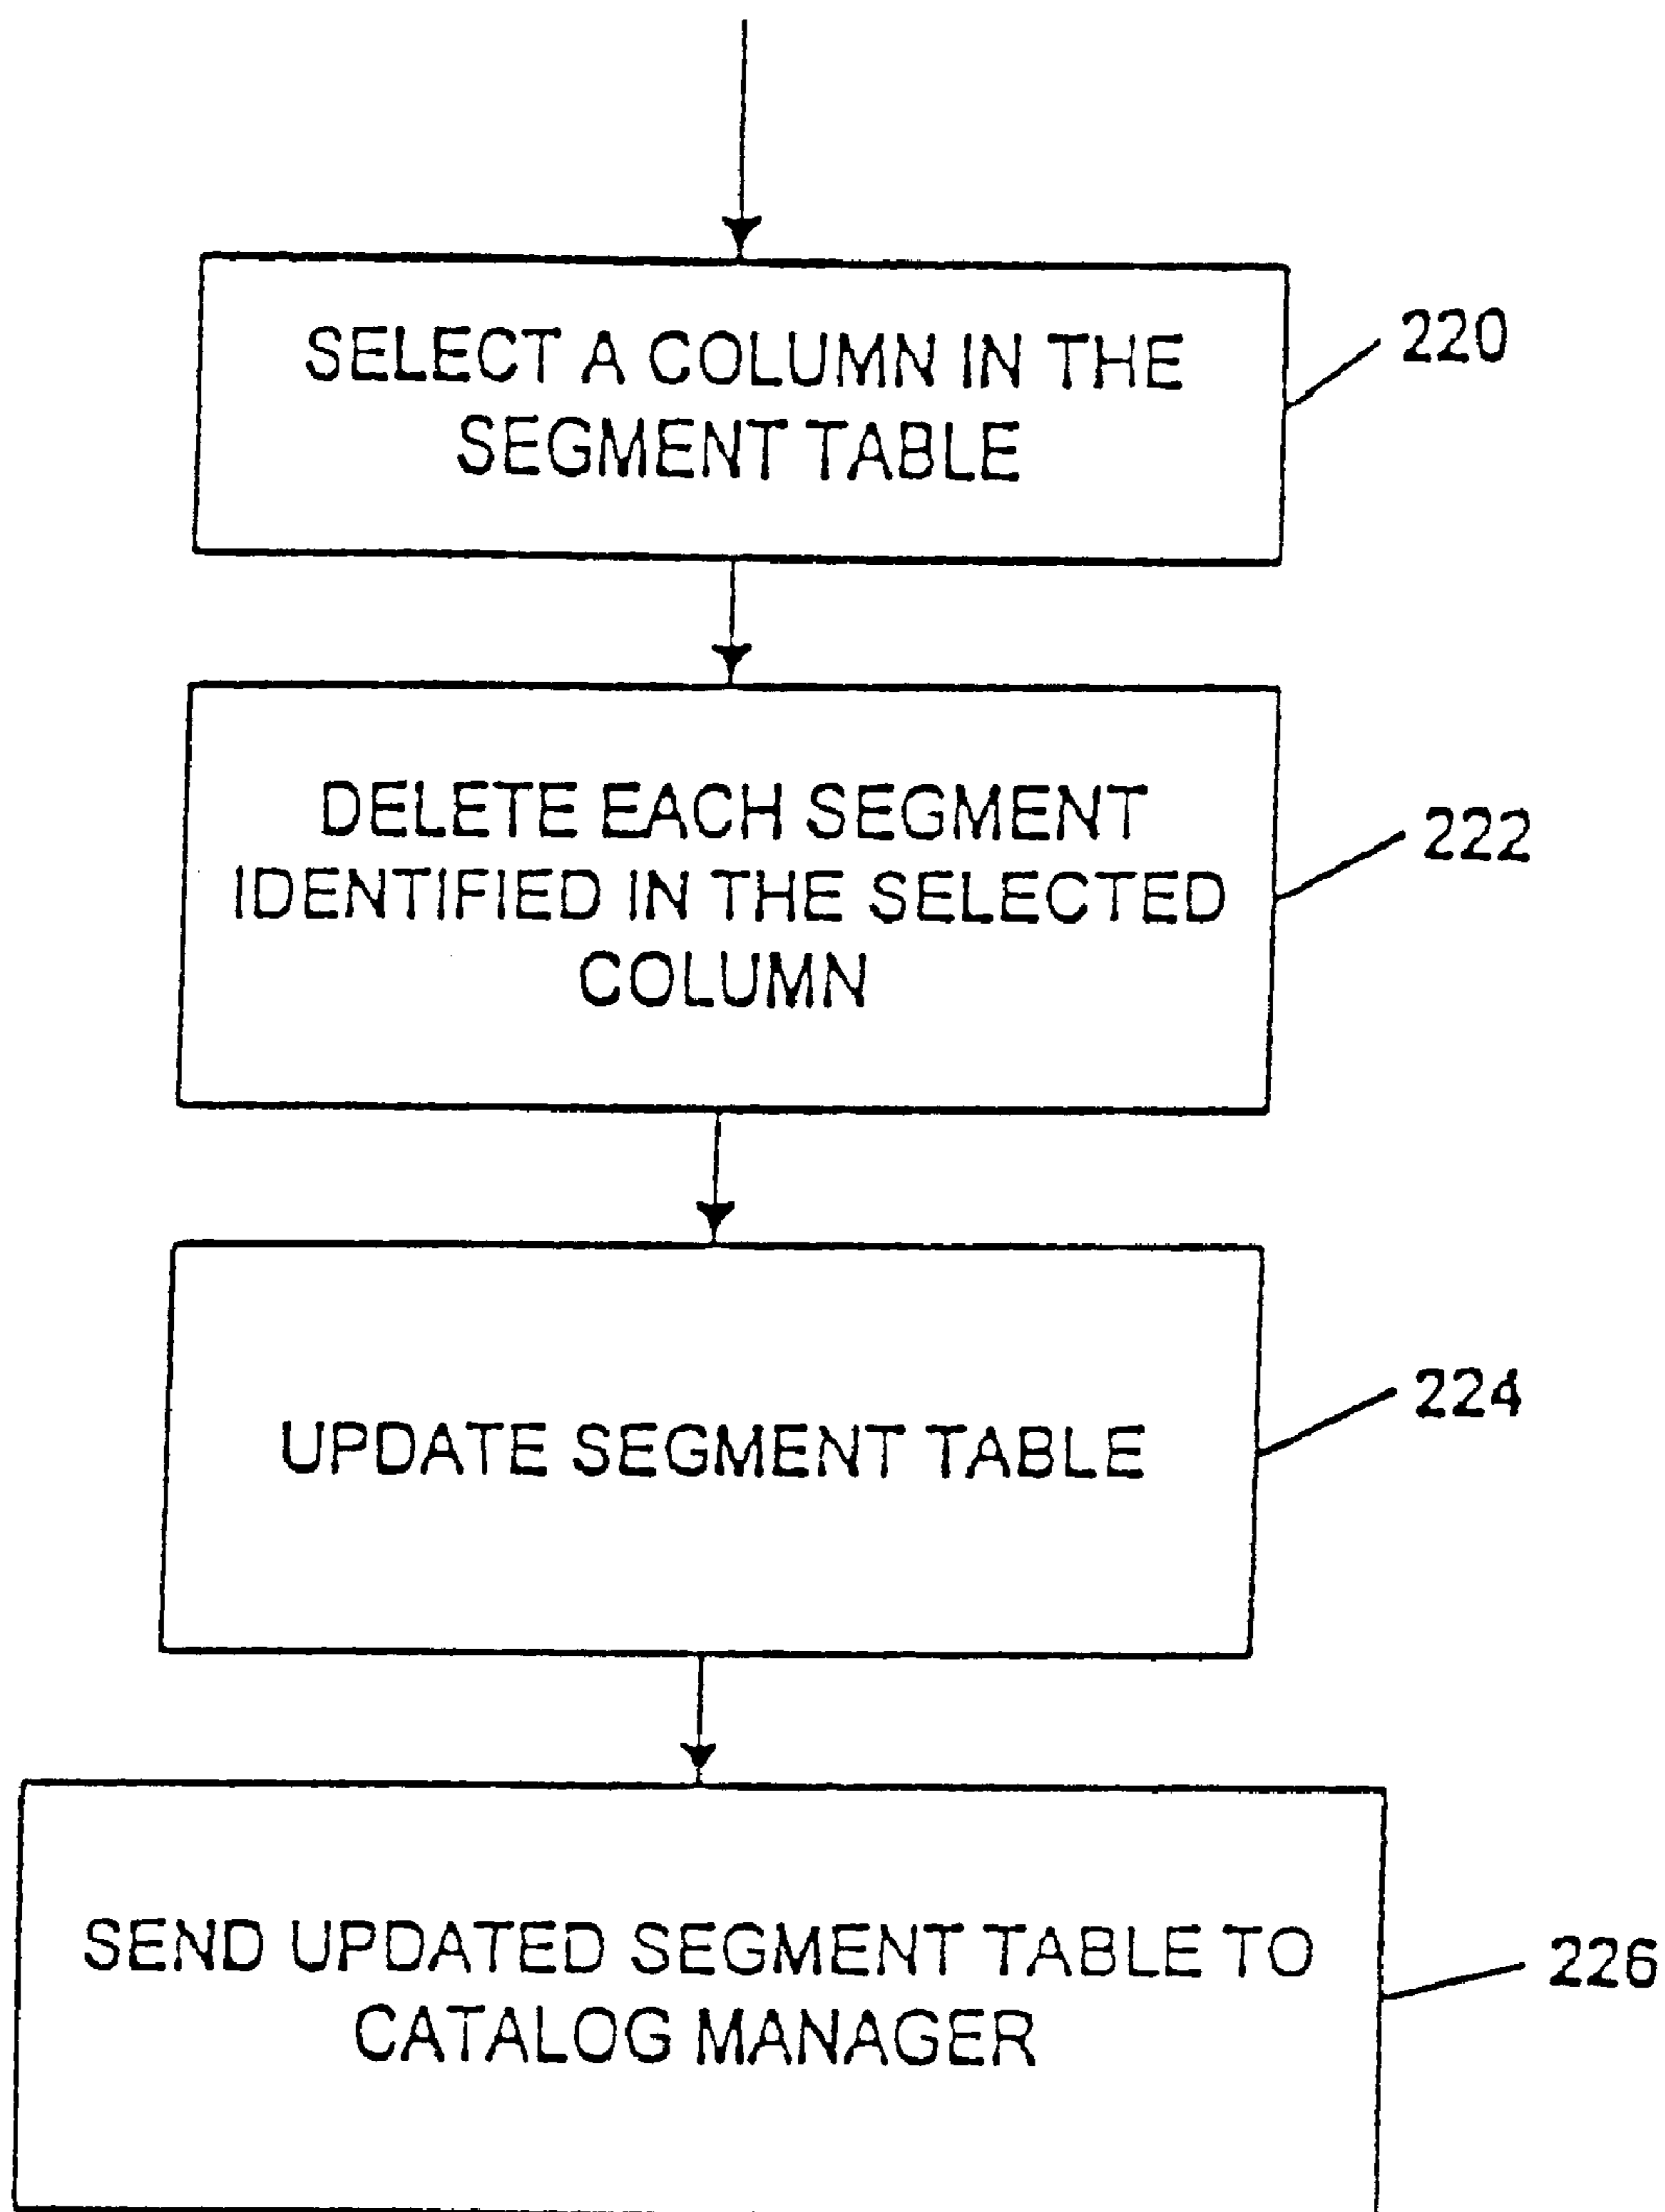 SELECT A COLUMN IN THE
SEGMENT TABLE
220
DELETE EACH SEGMENT
IDENTIFIED IN THE SELECTED
COLUMN
222
UPDATE SEGMENT TABLE
224
SEND UPDATED SEGMENT TABLE TO
CATALOG MANAGER
226